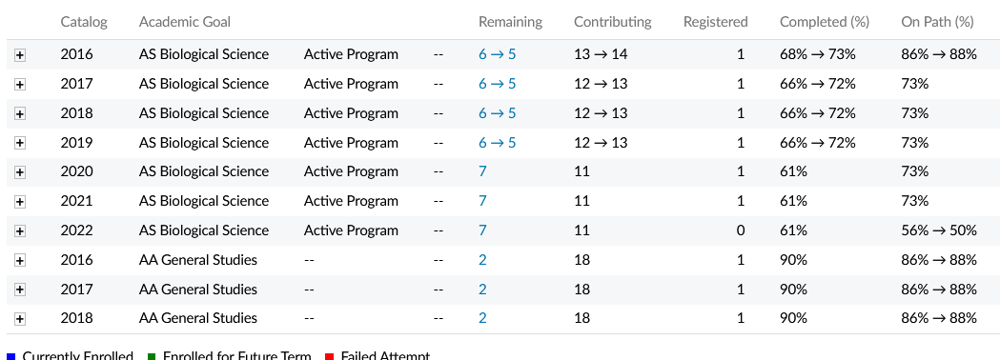 Catalog Academic Goal Remaining Contributing Registered Completed (%) On Path (%)
2016 AS Biological Science Active Program -- 6 → 5 13 → 14 1 68% → 73% 86% → 88%
2017 AS Biological Science Active Program -- 6 → 5 12 → 13 1 66% → 72% 73%
2018 AS Biological Science Active Program -- 6 → 5 12 → 13 1 66% → 72% 73%
2019 AS Biological Science Active Program -- 6 → 5 12 → 13 1 66% → 72% 73%
2020 AS Biological Science Active Program -- 7 11 1 61% 73%
2021 AS Biological Science Active Program -- 7 11 1 61% 73%
2022 AS Biological Science Active Program -- 7 11 0 61% 56% → 50%
2016 AA General Studies -- -- 2 18 1 90% 86% → 88%
2017 AA General Studies -- -- 2 18 1 90% 86% → 88%
2018 AA General Studies -- -- 2 18 1 90% 86% → 88%
Currently Enrolled Enrolled for Future Term Failed Attempt